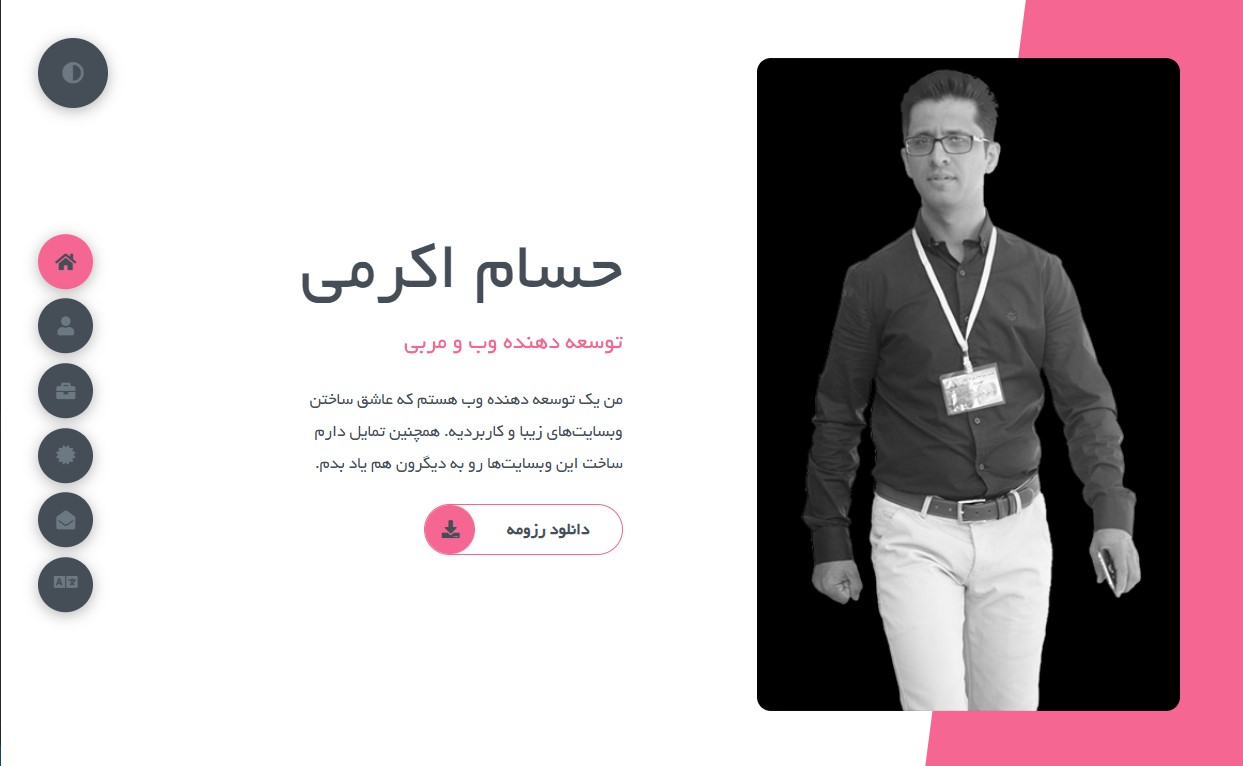 حسام اکرمی
توسعه دهنده وب و مربی
من یک توسعه دهنده وب هستم که عاشق ساختن
وبسایت‌های زیبا و کاربردیه. همچنین تمایل دارم
ساخت این وبسایت‌ها رو به دیگرون هم یاد بدم.
دانلود رزومه